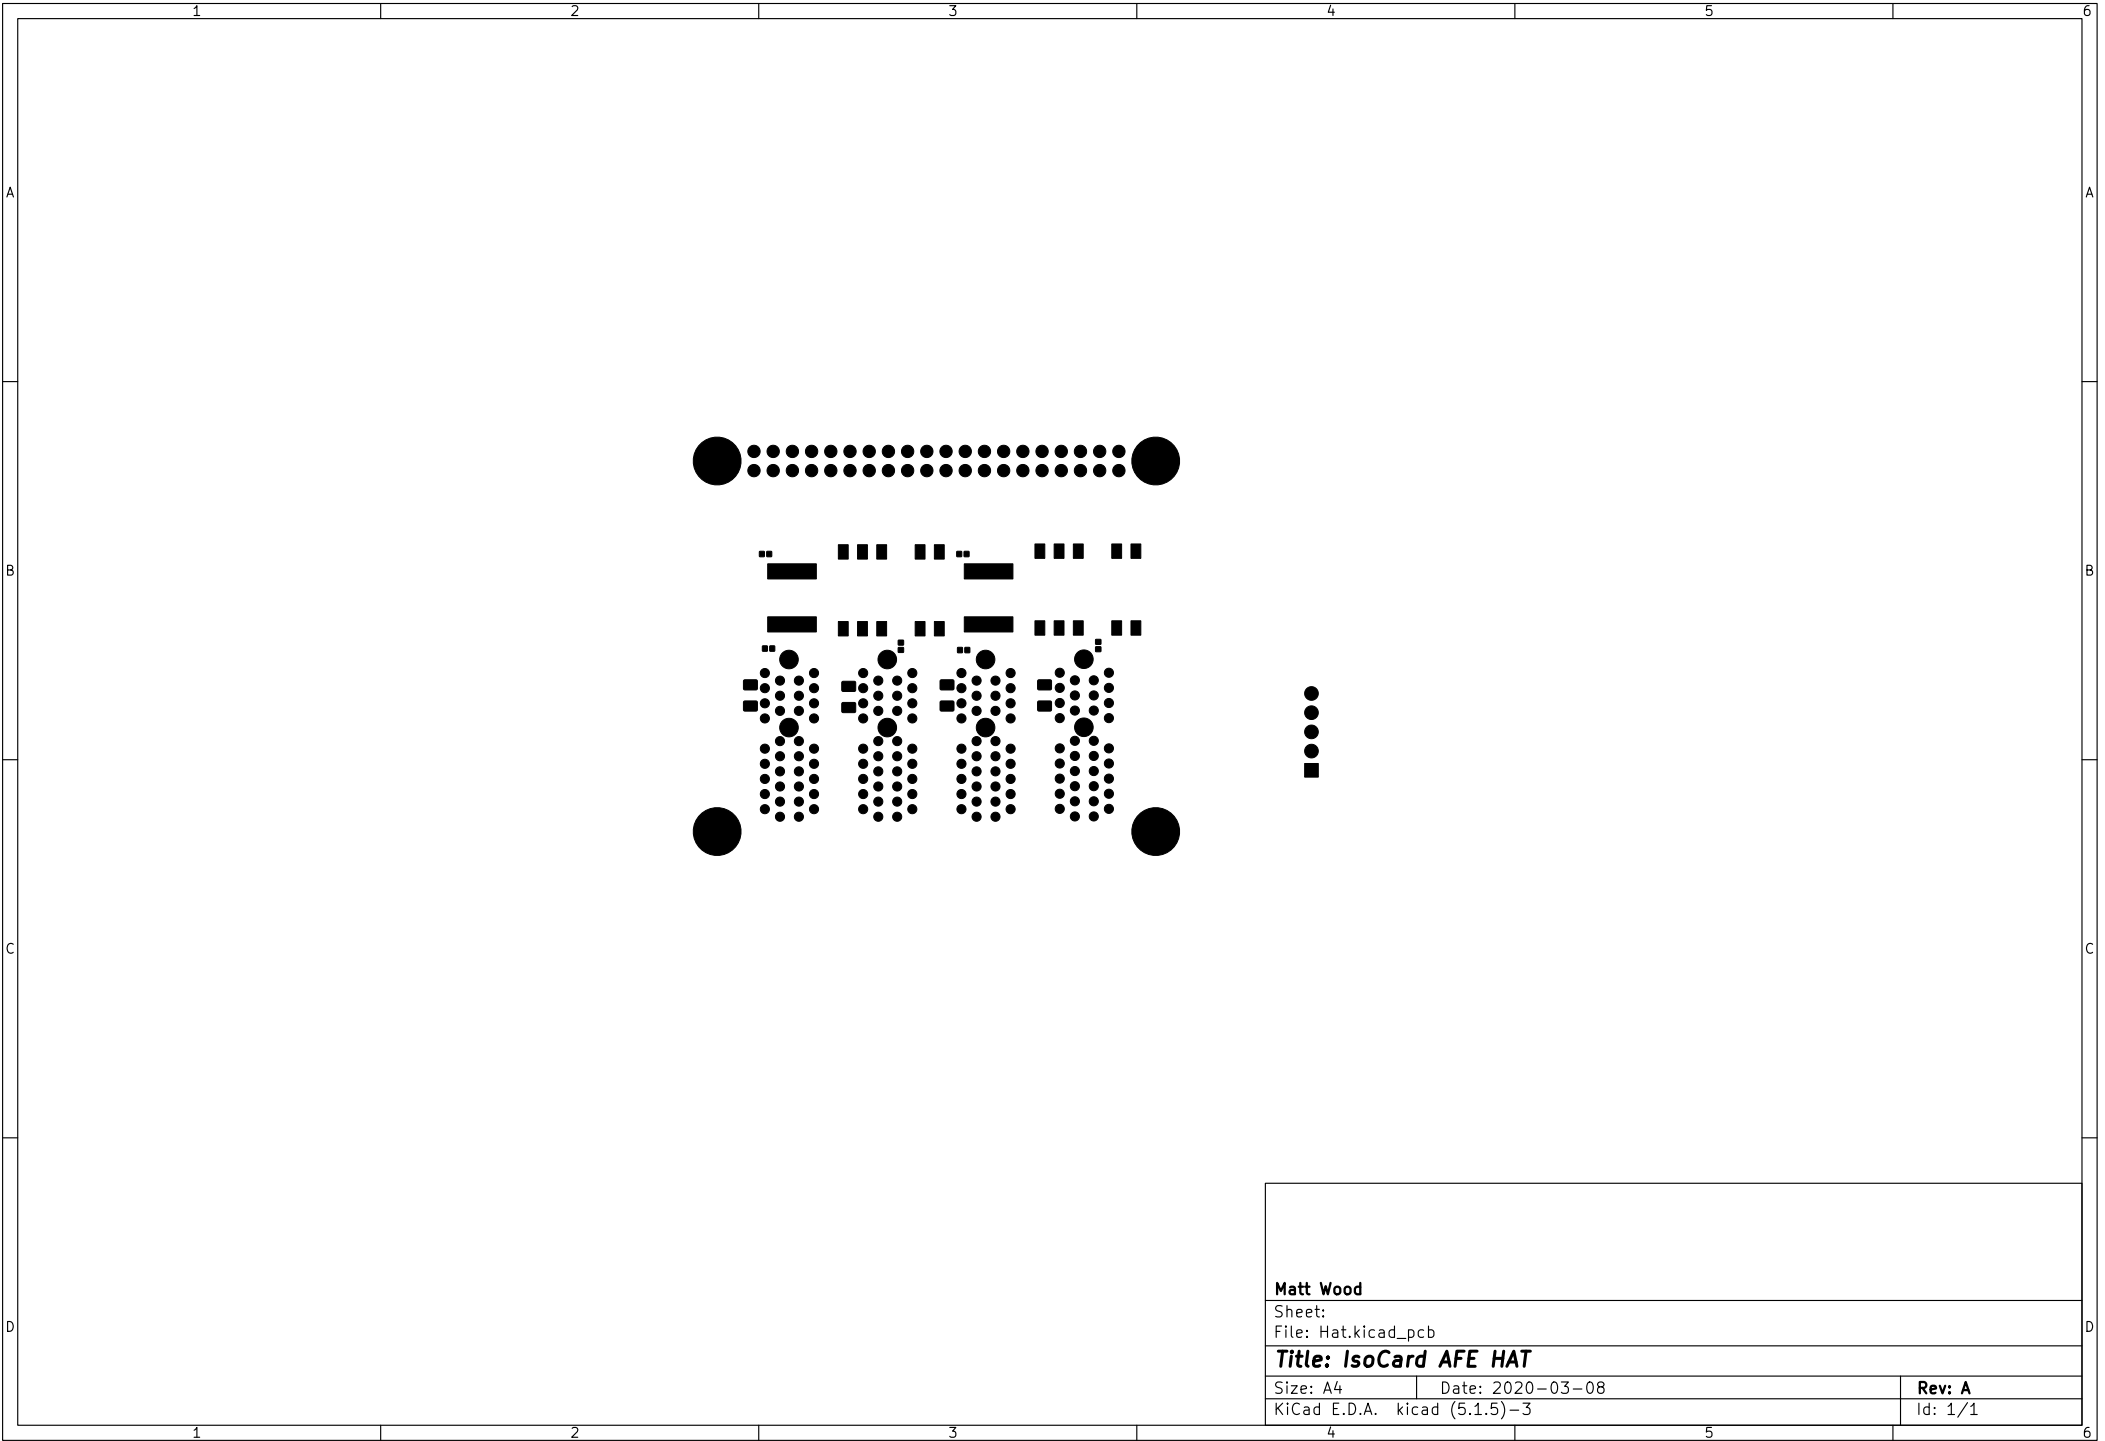 1 2 3 4 5 6
A A
B B
C C
Matt Wood
Sheet:
File: Hat.kicad_pcb
D D
Title: IsoCard AFE HAT
Size: A4 Date: 2020-03-08 Rev: A
KiCad E.D.A. kicad (5.1.5)-3 Id: 1/1
1 2 3 4 5 6